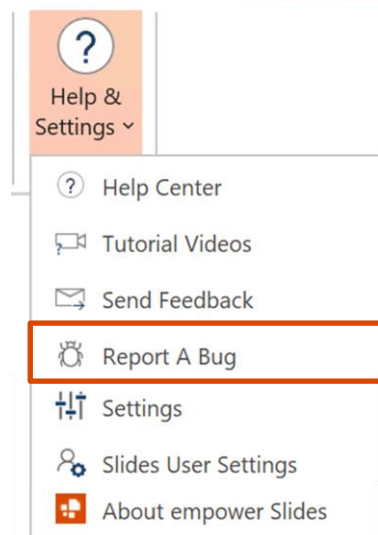 Help &
Settings
Help Center
Tutorial Videos
Send Feedback
Report A Bug
Settings
Slides User Settings
About empower Slides